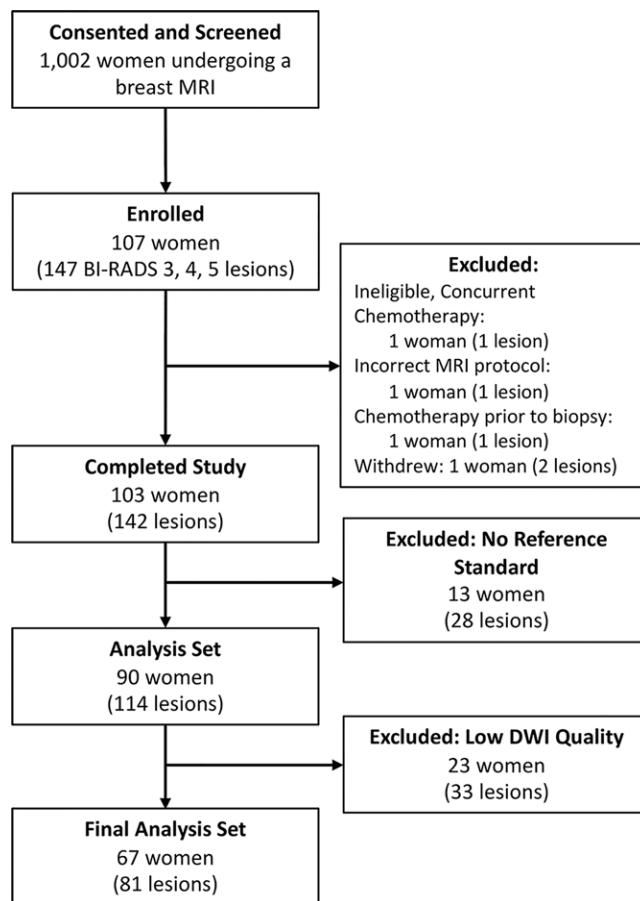 Consented and Screened
1,002 women undergoing a
breast MRI
Enrolled
107 women
(147 BI-RADS 3, 4, 5 lesions)
Excluded:
Ineligible, Concurrent
Chemotherapy:
1 woman (1 lesion)
Incorrect MRI protocol:
1 woman (1 lesion)
Chemotherapy prior to biopsy:
1 woman (1 lesion)
Withdrew: 1 woman (2 lesions)
Completed Study
103 women
(142 lesions)
Excluded: No Reference
Standard
13 women
(28 lesions)
Analysis Set
90 women
(114 lesions)
Excluded: Low DWI Quality
23 women
(33 lesions)
Final Analysis Set
67 women
(81 lesions)